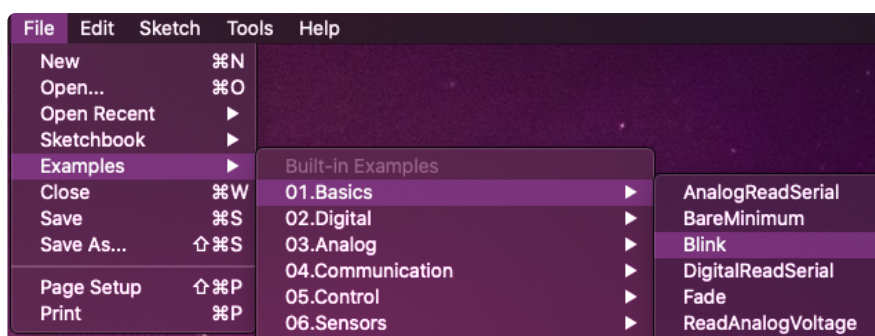 File Edit Sketch Tools Help
New ⌘N
Open... ⌘O
Open Recent ▶
Sketchbook ▶
Examples ▶
Close ⌘W
Save ⌘S
Save As... ⇧⌘S
Page Setup ⇧⌘P
Print ⌘P
Built-in Examples
01.Basics ▶
02.Digital ▶
03.Analog ▶
04.Communication ▶
05.Control ▶
06.Sensors ▶
AnalogReadSerial
BareMinimum
Blink
DigitalReadSerial
Fade
ReadAnalogVoltage